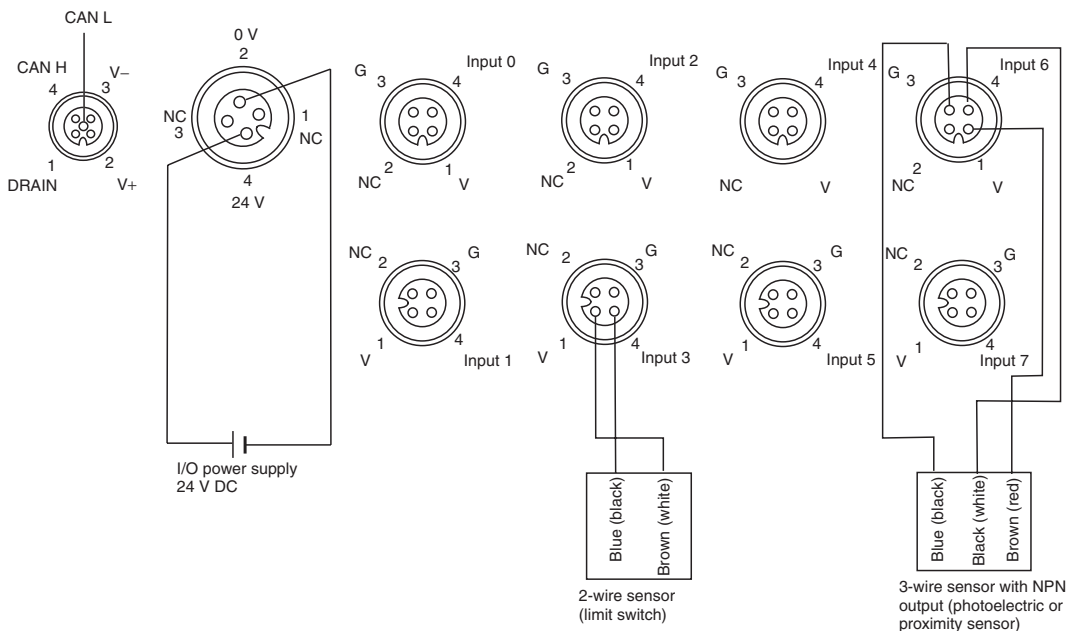 CAN L
CAN H
V–
4
3
1
2
DRAIN
V+
0 V
2
NC
3
1
NC
4
24 V
G
3
4
Input 0
NC
2
1
V
G
3
4
Input 2
NC
2
1
V
G
3
4
Input 4
NC
V
G
3
4
Input 6
NC
2
1
V
NC
2
3
G
1
V
4
Input 1
NC
2
3
G
1
V
4
Input 3
NC
2
3
G
1
V
4
Input 5
NC
2
3
G
1
V
4
Input 7
I/O power supply
24 V DC
Blue (black)
Brown (white)
2-wire sensor
(limit switch)
Blue (black)
Black (white)
Brown (red)
3-wire sensor with NPN
output (photoelectric or
proximity sensor)